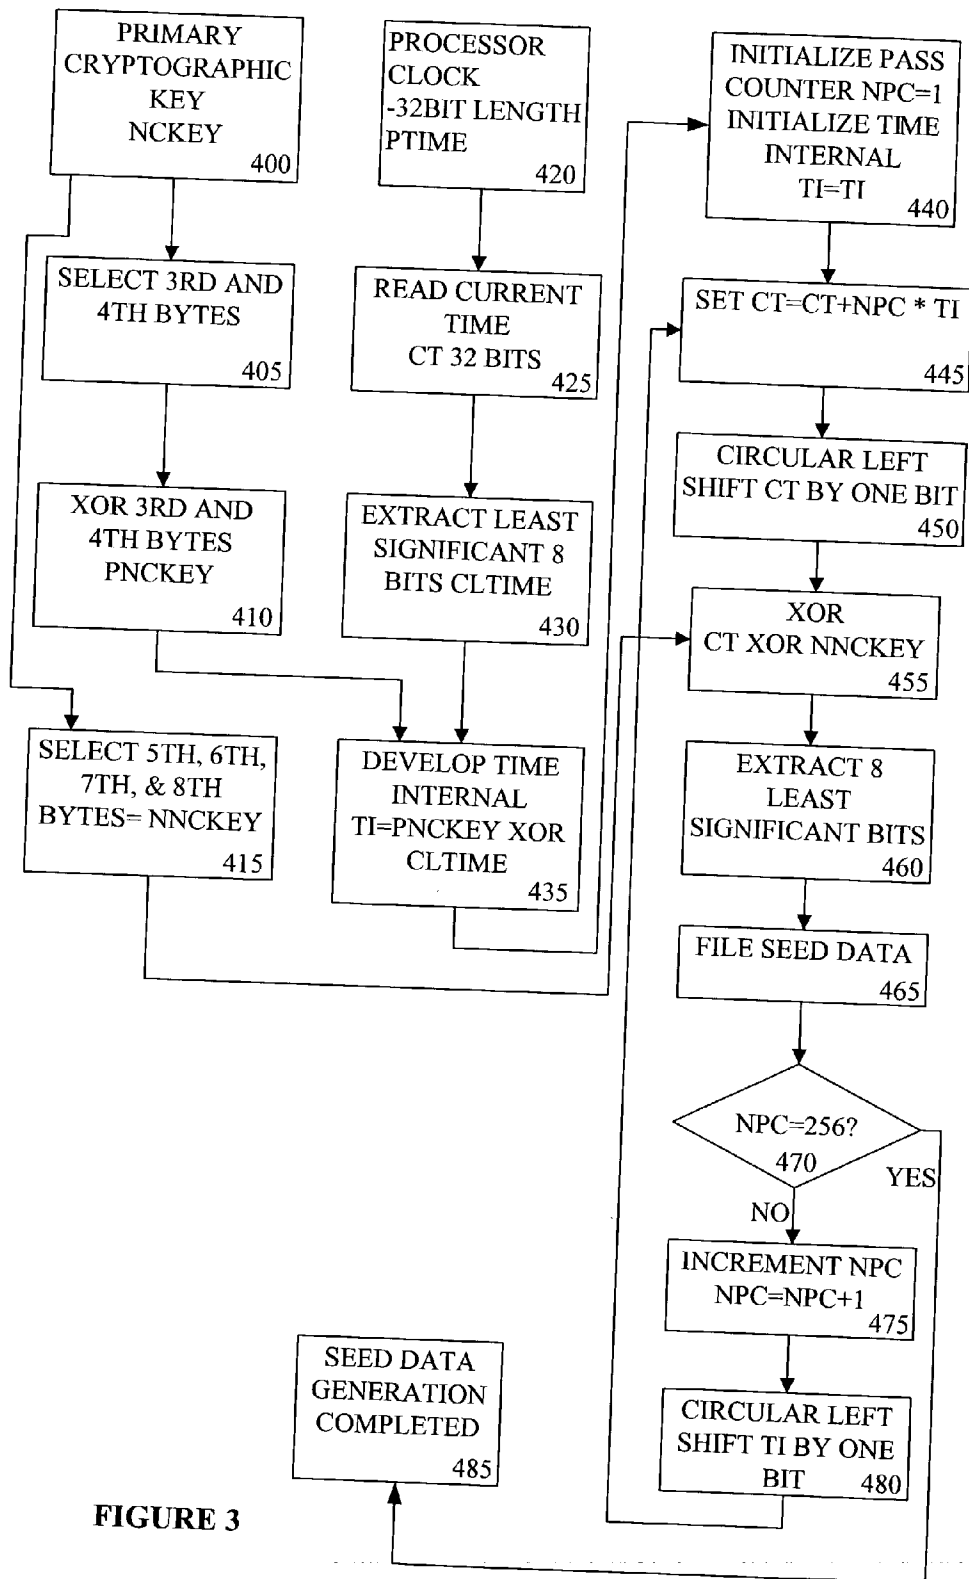 PRIMARY
CRYPTOGRAPHIC
KEY
NCKEY
400
SELECT 3RD AND
4TH BYTES
405
XOR 3RD AND
4TH BYTES
PNCKEY
410
SELECT 5TH, 6TH,
7TH, & 8TH
BYTES= NNCKEY
415
PROCESSOR
CLOCK
-32BIT LENGTH
PTIME
420
READ CURRENT
TIME
CT 32 BITS
425
EXTRACT LEAST
SIGNIFICANT 8
BITS CLTIME
430
DEVELOP TIME
INTERNAL
TI=PNCKEY XOR
CLTIME
435
INITIALIZE PASS
COUNTER NPC=1
INITIALIZE TIME
INTERNAL
TI=TI
440
SET CT=CT+NPC * TI
445
CIRCULAR LEFT
SHIFT CT BY ONE BIT
450
XOR
CT XOR NNCKEY
455
EXTRACT 8
LEAST
SIGNIFICANT BITS
460
FILE SEED DATA
465
NPC=256?
470
YES
NO
INCREMENT NPC
NPC=NPC+1
475
CIRCULAR LEFT
SHIFT TI BY ONE
BIT
480
SEED DATA
GENERATION
COMPLETED
485
FIGURE 3